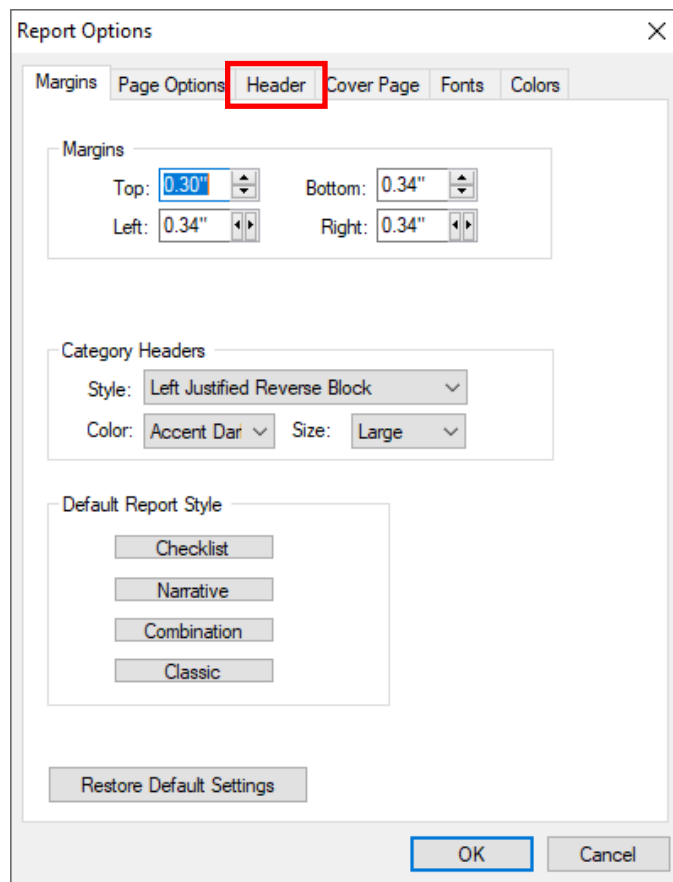 Report Options
Margins Page Options Header Cover Page Fonts Colors
Margins
Top: 0.30" Bottom: 0.34"
Left: 0.34" Right: 0.34"
Category Headers
Style: Left Justified Reverse Block
Color: Accent Dar Size: Large
Default Report Style
Checklist
Narrative
Combination
Classic
Restore Default Settings
OK Cancel